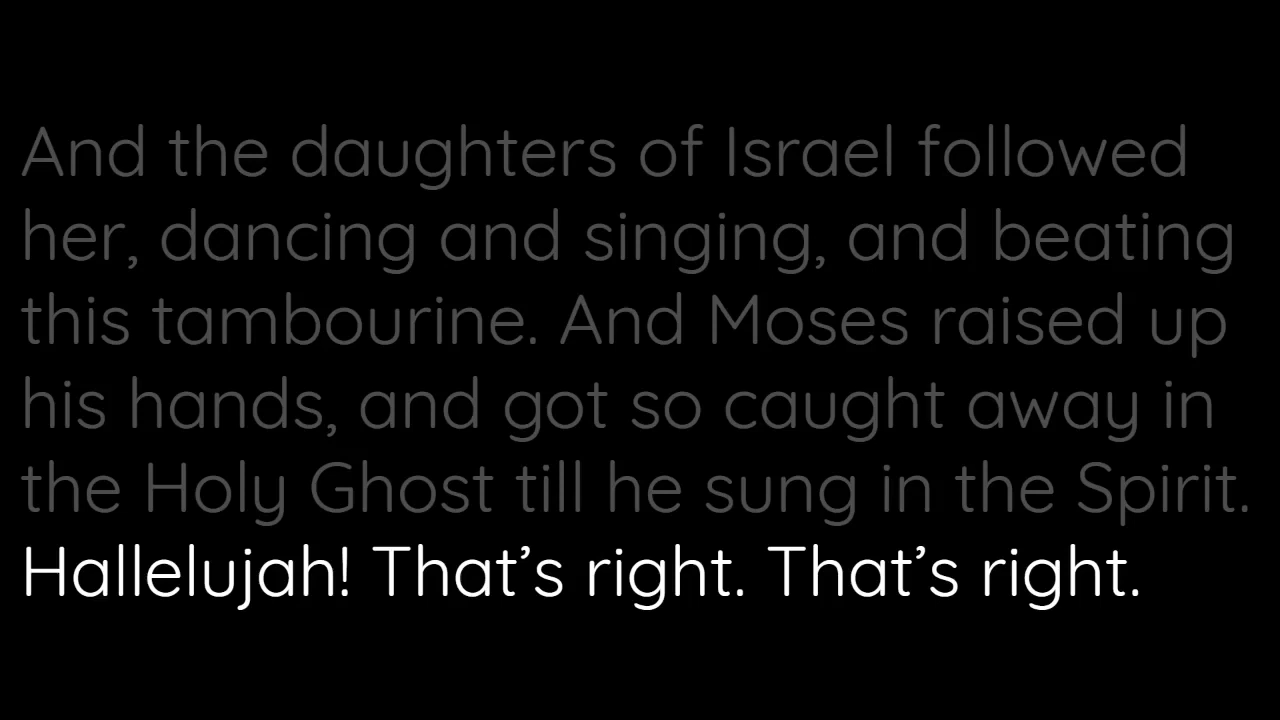 And the daughters of Israel followed
her, dancing and singing, and beating
this tambourine. And Moses raised up
his hands, and got so caught away in
the Holy Ghost till he sung in the Spirit.
Hallelujah! That’s right. That’s right.